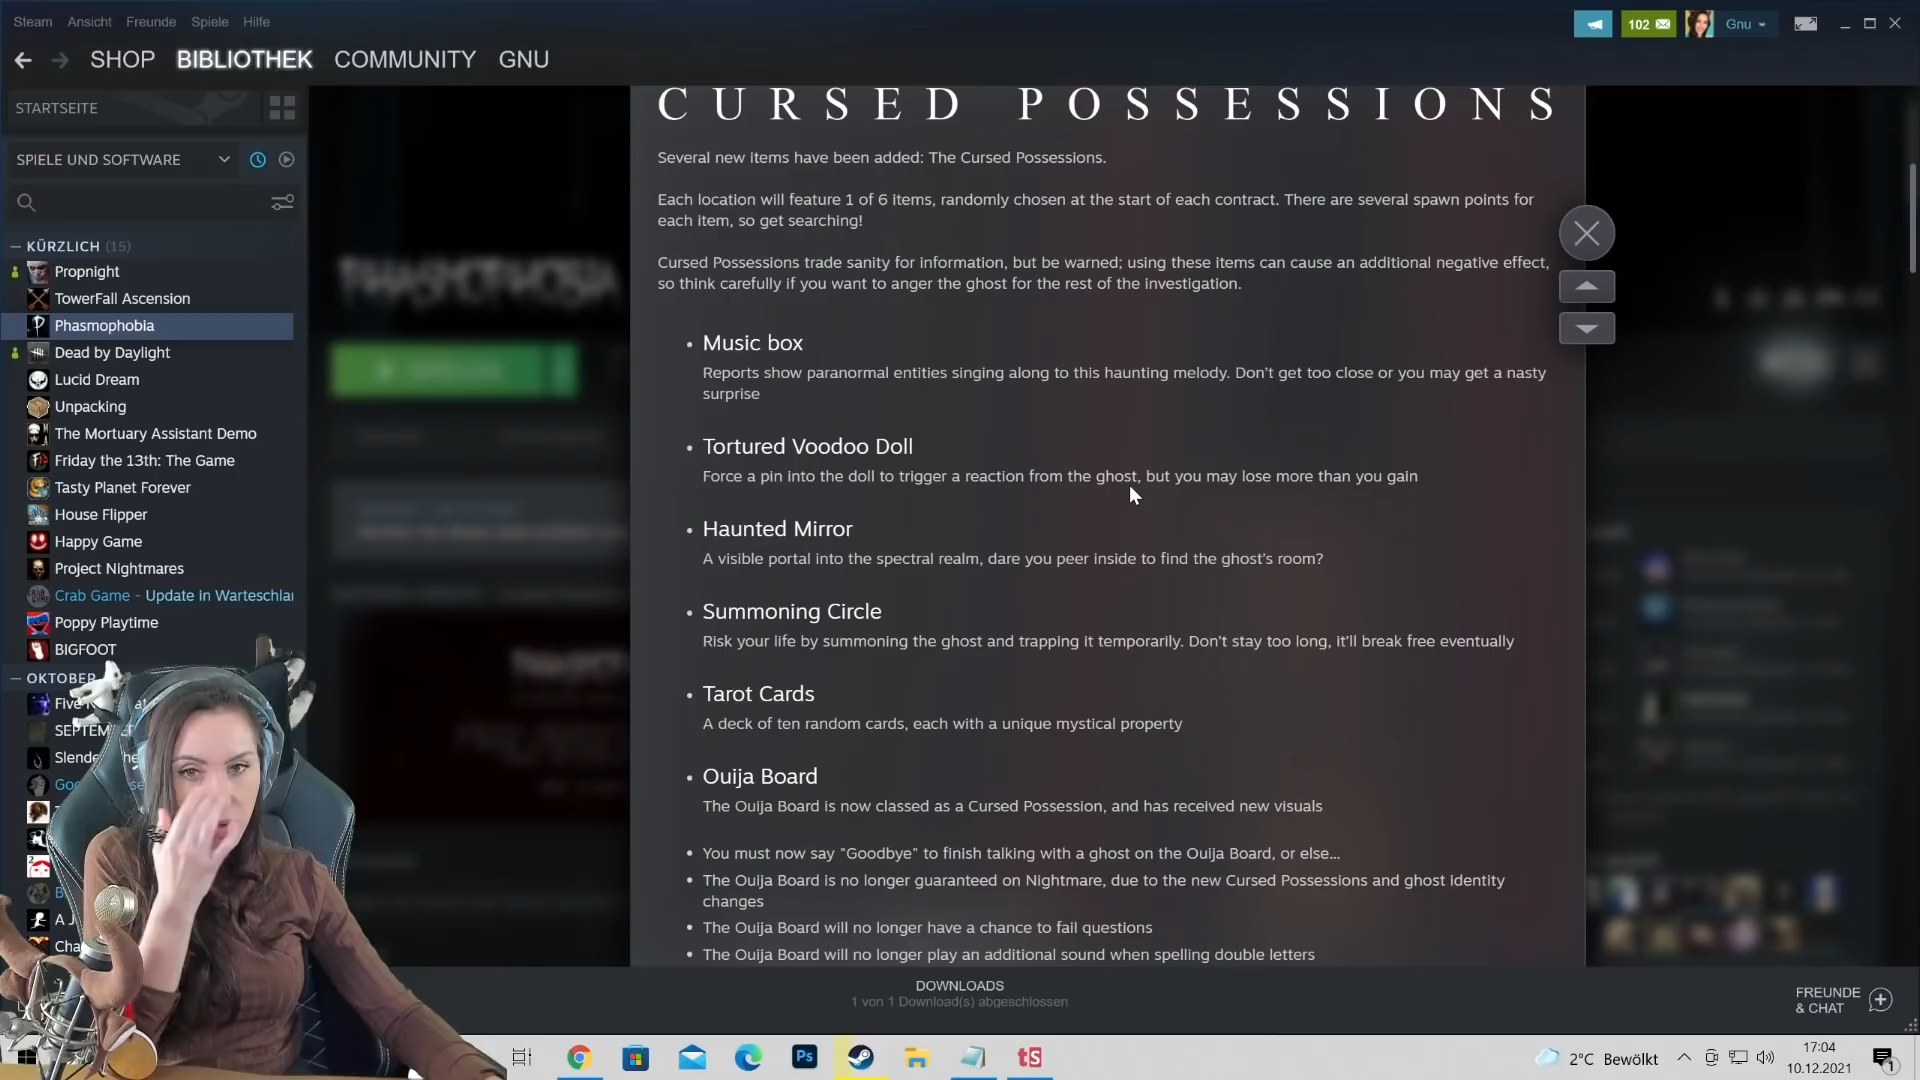 Steam Ansicht Freunde Spiele Hilfe
102
Gnu
SHOP BIBLIOTHEK COMMUNITY GNU
STARTSEITE
SPIELE UND SOFTWARE
— KÜRZLICH (15)
Propnight
TowerFall Ascension
Phasmophobia
Dead by Daylight
Lucid Dream
Unpacking
The Mortuary Assistant Demo
Friday the 13th: The Game
Tasty Planet Forever
House Flipper
Happy Game
Project Nightmares
Crab Game - Update in Warteschlan
Poppy Playtime
BIGFOOT
— OKTOBER
CURSED POSSESSIONS
Several new items have been added: The Cursed Possessions.
Each location will feature 1 of 6 items, randomly chosen at the start of each contract. There are several spawn points for
each item, so get searching!
Cursed Possessions trade sanity for information, but be warned; using these items can cause an additional negative effect,
so think carefully if you want to anger the ghost for the rest of the investigation.
• Music box
Reports show paranormal entities singing along to this haunting melody. Don't get too close or you may get a nasty
surprise
• Tortured Voodoo Doll
Force a pin into the doll to trigger a reaction from the ghost, but you may lose more than you gain
• Haunted Mirror
A visible portal into the spectral realm, dare you peer inside to find the ghost's room?
• Summoning Circle
Risk your life by summoning the ghost and trapping it temporarily. Don't stay too long, it'll break free eventually
• Tarot Cards
A deck of ten random cards, each with a unique mystical property
• Ouija Board
The Ouija Board is now classed as a Cursed Possession, and has received new visuals
• You must now say "Goodbye" to finish talking with a ghost on the Ouija Board, or else...
• The Ouija Board is no longer guaranteed on Nightmare, due to the new Cursed Possessions and ghost identity
changes
• The Ouija Board will no longer have a chance to fail questions
• The Ouija Board will no longer play an additional sound when spelling double letters
DOWNLOADS
1 von 1 Download(s) abgeschlossen
FREUNDE
& CHAT
Ps
tS
2°C Bewölkt
17:04
10.12.2021
1